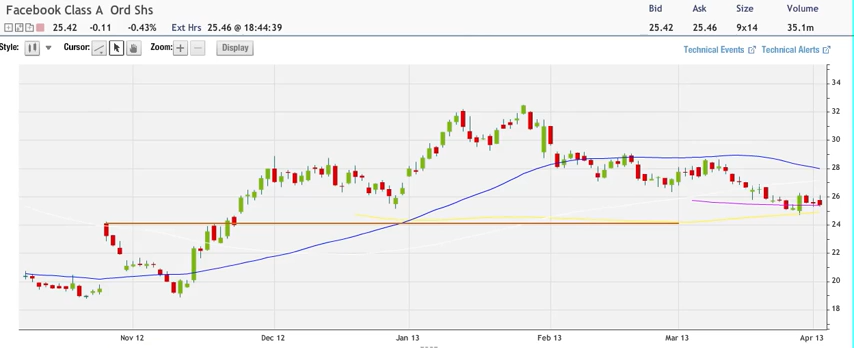 Facebook Class A Ord Shs
Bid Ask Size Volume
25.42 -0.11 -0.43% Ext Hrs 25.46 @ 18:44:39
25.42 25.46 9x14 35.1m
Style: Cursor: Zoom: + - Display
Technical Events Technical Alerts
34
32
30
28
26
24
22
20
18
Nov 12 Dec 12 Jan 13 Feb 13 Mar 13 Apr 13